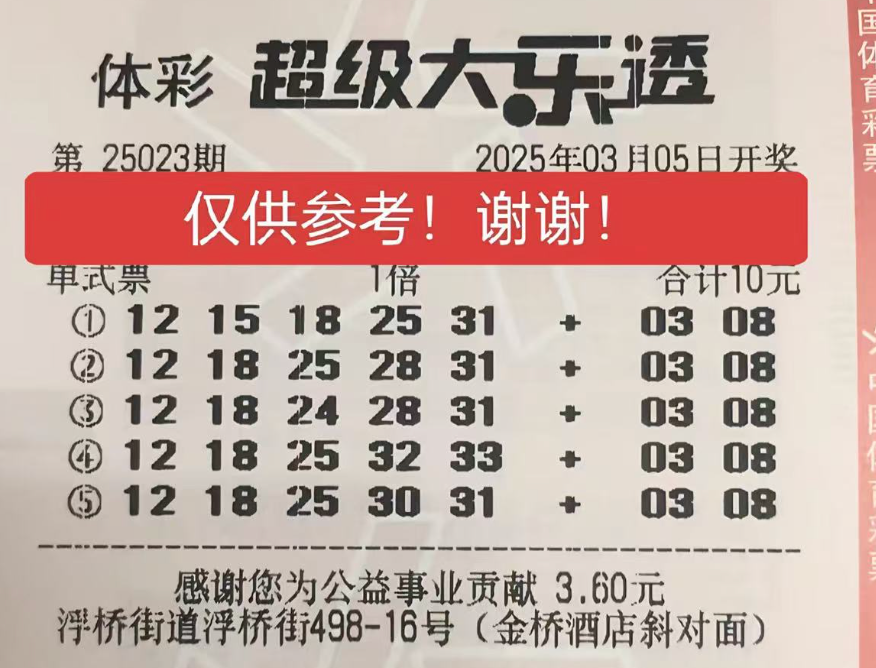 体彩 超级大乐透
第 25023期 2025年03月05日开奖
仅供参考！谢谢！
单式票 1倍 合计10元
① 12 15 18 25 31 + 03 08
② 12 18 25 28 31 + 03 08
③ 12 18 24 28 31 + 03 08
④ 12 18 25 32 33 + 03 08
⑤ 12 18 25 30 31 + 03 08
感谢您为公益事业贡献 3.60元
浮桥街道浮桥街498-16号（金桥酒店斜对面）
国体育彩票
中国体育彩票